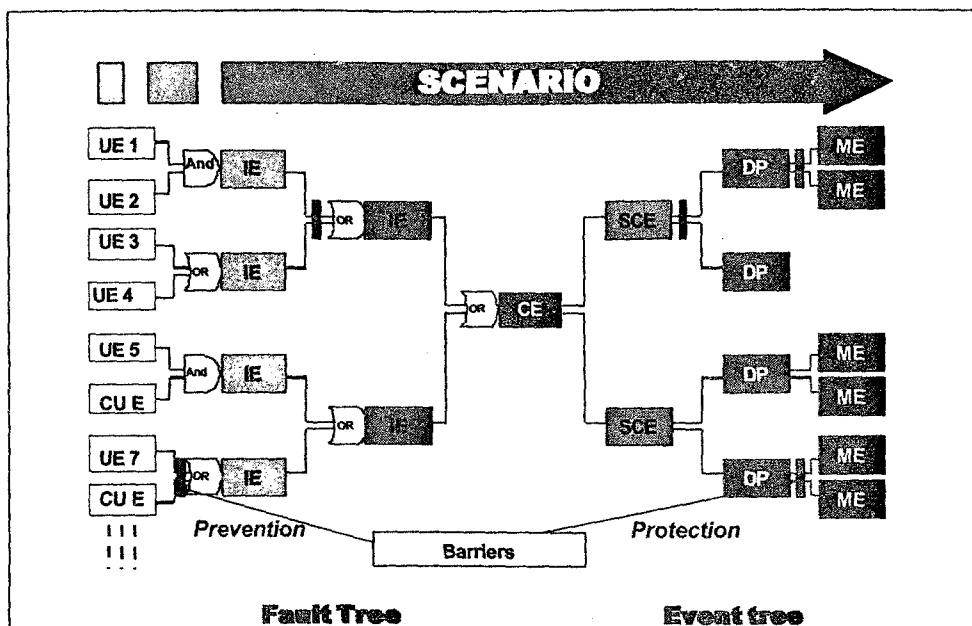 SCENARIO
UE 1
And
IE
UE 2
OR
IE
UE 3
OR
IE
UE 4
UE 5
And
IE
CU E
OR
IE
UE 7
OR
IE
CU E
OR
CE
SCE
DP
ME
ME
DP
SCE
DP
ME
ME
DP
ME
ME
Prevention
Barriers
Protection
Fault Tree
Event tree